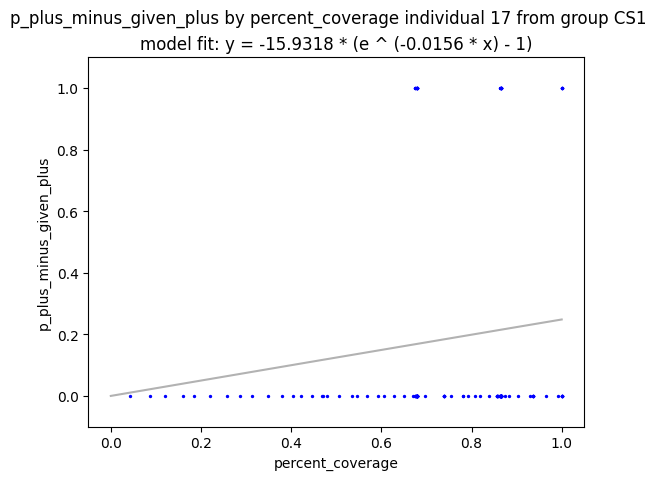 p_plus_minus_given_plus by percent_coverage individual 17 from group CS1
model fit: y = -15.9318 * (e ^ (-0.0156 * x) - 1)
1.0
0.8
0.6
0.4
0.2
0.0
p_plus_minus_given_plus
0.0 0.2 0.4 0.6 0.8 1.0
percent_coverage